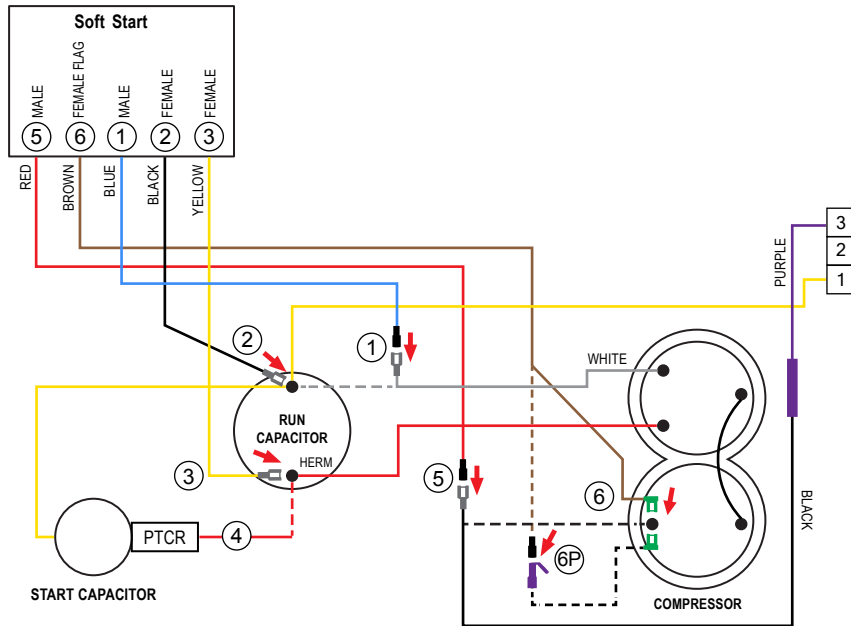 Soft Start
MALE
FEMALE FLAG
MALE
FEMALE
FEMALE
5
6
1
2
3
RED
BROWN
BLUE
BLACK
YELLOW
3
2
1
PURPLE
2
1
WHITE
RUN
CAPACITOR
HERM
3
5
6
BLACK
PTCR
4
6P
START CAPACITOR
COMPRESSOR